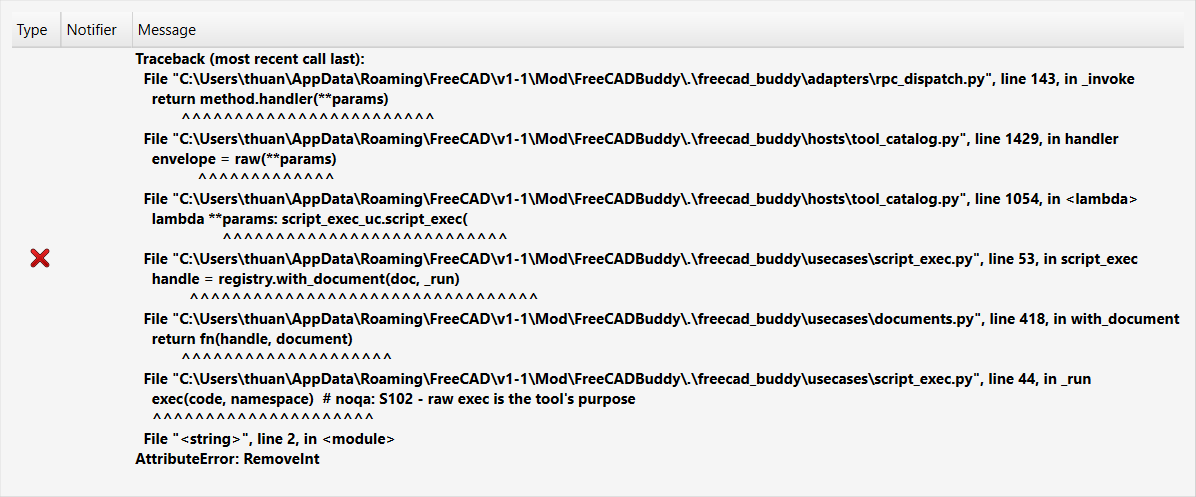 Type Notifier Message
Traceback (most recent call last):
File "C:\Users\thuan\AppData\Roaming\FreeCAD\v1-1\Mod\FreeCADBuddy\.\freecad_buddy\adapters\rpc_dispatch.py", line 143, in _invoke
return method.handler(**params)
^^^^^^^^^^^^^^^^^^^^^^^^
File "C:\Users\thuan\AppData\Roaming\FreeCAD\v1-1\Mod\FreeCADBuddy\.\freecad_buddy\hosts\tool_catalog.py", line 1429, in handler
envelope = raw(**params)
^^^^^^^^^^^^^
File "C:\Users\thuan\AppData\Roaming\FreeCAD\v1-1\Mod\FreeCADBuddy\.\freecad_buddy\hosts\tool_catalog.py", line 1054, in <lambda>
lambda **params: script_exec_uc.script_exec(
^^^^^^^^^^^^^^^^^^^^^^^^^^^
File "C:\Users\thuan\AppData\Roaming\FreeCAD\v1-1\Mod\FreeCADBuddy\.\freecad_buddy\usecases\script_exec.py", line 53, in script_exec
handle = registry.with_document(doc, _run)
^^^^^^^^^^^^^^^^^^^^^^^^^^^^^^^^^
File "C:\Users\thuan\AppData\Roaming\FreeCAD\v1-1\Mod\FreeCADBuddy\.\freecad_buddy\usecases\documents.py", line 418, in with_document
return fn(handle, document)
^^^^^^^^^^^^^^^^^^^^
File "C:\Users\thuan\AppData\Roaming\FreeCAD\v1-1\Mod\FreeCADBuddy\.\freecad_buddy\usecases\script_exec.py", line 44, in _run
exec(code, namespace)  # noqa: S102 - raw exec is the tool's purpose
^^^^^^^^^^^^^^^^^^^^^
File "<string>", line 2, in <module>
AttributeError: RemoveInt